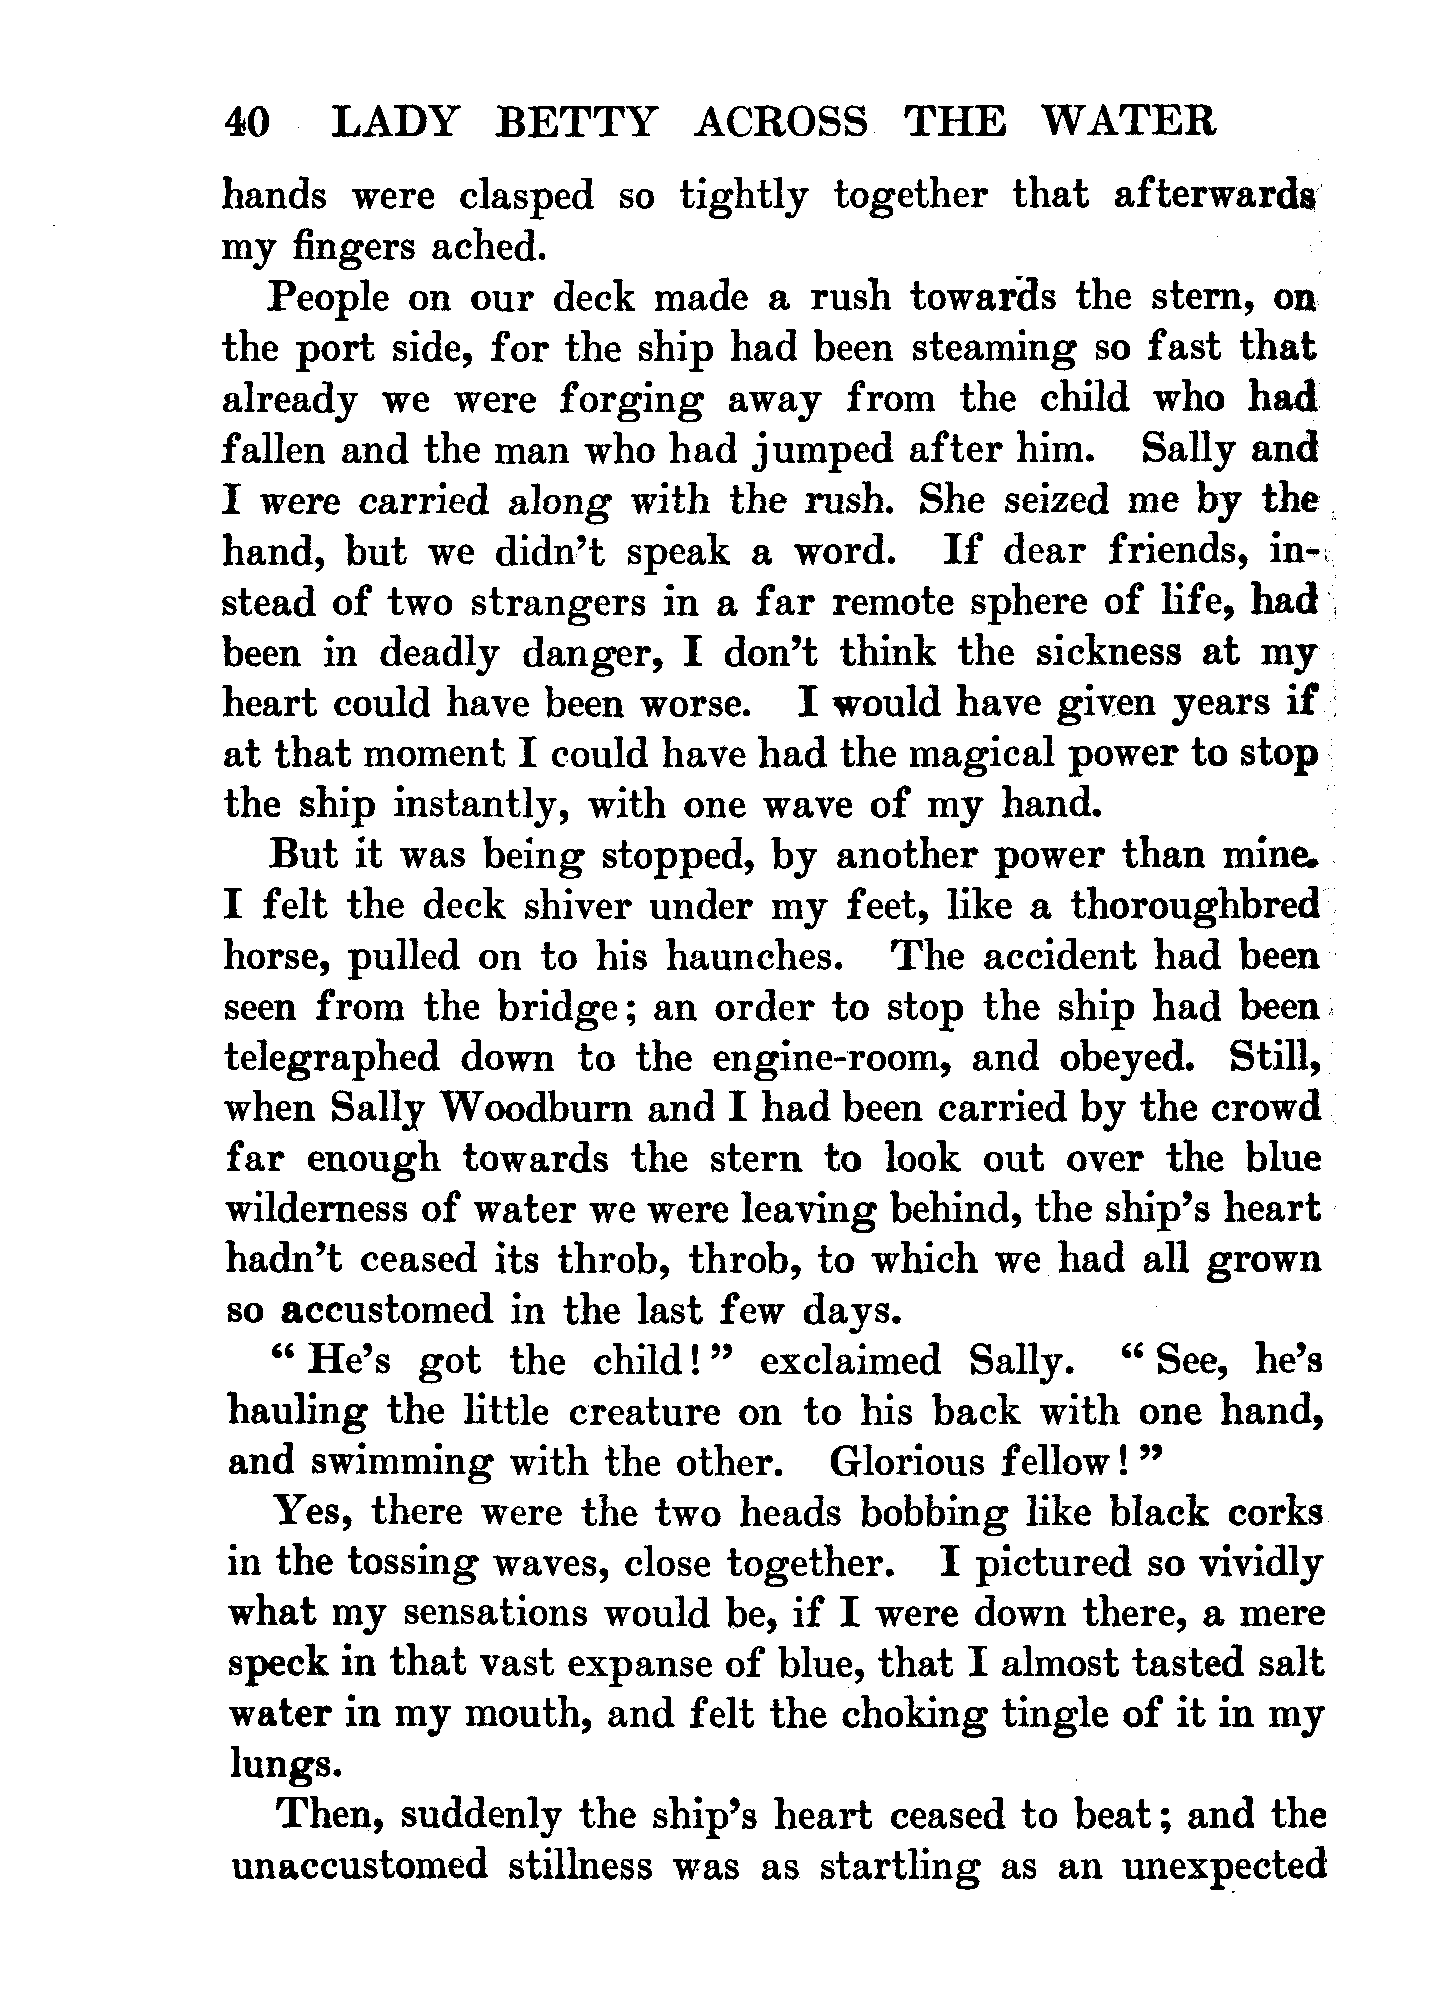 40 LADY BETTY ACROSS THE WATER
hands were clasped so tightly together that afterwards
my fingers ached.
People on our deck made a rush towards the stern, on
the port side, for the ship had been steaming so fast that
already we were forging away from the child who had
fallen and the man who had jumped after him. Sally and
I were carried along with the rush. She seized me by the
hand, but we didn't speak a word. If dear friends, in-
stead of two strangers in a far remote sphere of life, had
been in deadly danger, I don't think the sickness at my
heart could have been worse. I would have given years if
at that moment I could have had the magical power to stop
the ship instantly, with one wave of my hand.
But it was being stopped, by another power than mine.
I felt the deck shiver under my feet, like a thoroughbred
horse, pulled on to his haunches. The accident had been
seen from the bridge; an order to stop the ship had been
telegraphed down to the engine-room, and obeyed. Still,
when Sally Woodburn and I had been carried by the crowd
far enough towards the stern to look out over the blue
wilderness of water we were leaving behind, the ship's heart
hadn't ceased its throb, throb, to which we had all grown
so accustomed in the last few days.
"He's got the child!" exclaimed Sally. "See, he's
hauling the little creature on to his back with one hand,
and swimming with the other. Glorious fellow!"
Yes, there were the two heads bobbing like black corks
in the tossing waves, close together. I pictured so vividly
what my sensations would be, if I were down there, a mere
speck in that vast expanse of blue, that I almost tasted salt
water in my mouth, and felt the choking tingle of it in my
lungs.
Then, suddenly the ship's heart ceased to beat; and the
unaccustomed stillness was as startling as an unexpected